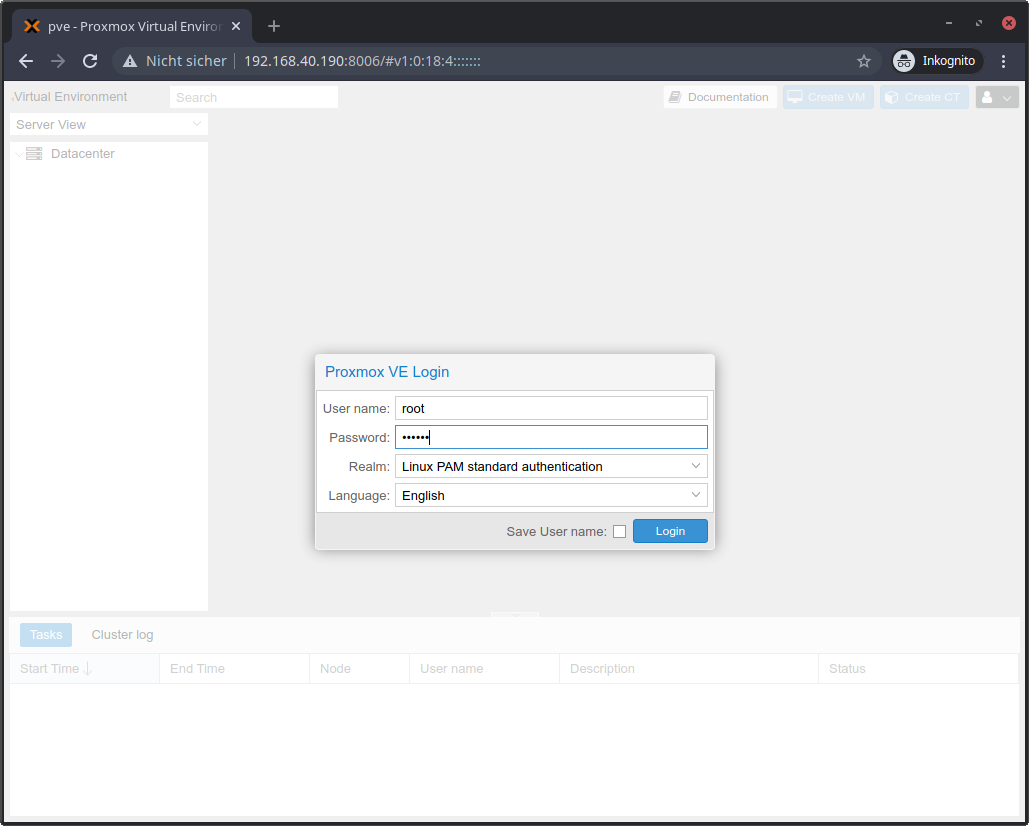 pve - Proxmox Virtual Enviro
Nicht sicher 192.168.40.190:8006/#v1:0:18:4::::::: Inkognito
Virtual Environment Search Documentation Create VM Create CT
Server View
Datacenter
Proxmox VE Login
User name: root
Password: ••••••
Realm: Linux PAM standard authentication
Language: English
Save User name: Login
Tasks Cluster log
Start Time End Time Node User name Description Status